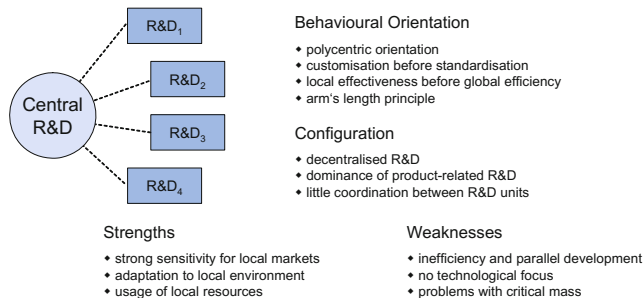 R&D₁
R&D₂
Central
R&D
R&D₃
R&D₄
Behavioural Orientation
◆ polycentric orientation
◆ customisation before standardisation
◆ local effectiveness before global efficiency
◆ arm's length principle
Configuration
◆ decentralised R&D
◆ dominance of product-related R&D
◆ little coordination between R&D units
Strengths
◆ strong sensitivity for local markets
◆ adaptation to local environment
◆ usage of local resources
Weaknesses
◆ inefficiency and parallel development
◆ no technological focus
◆ problems with critical mass